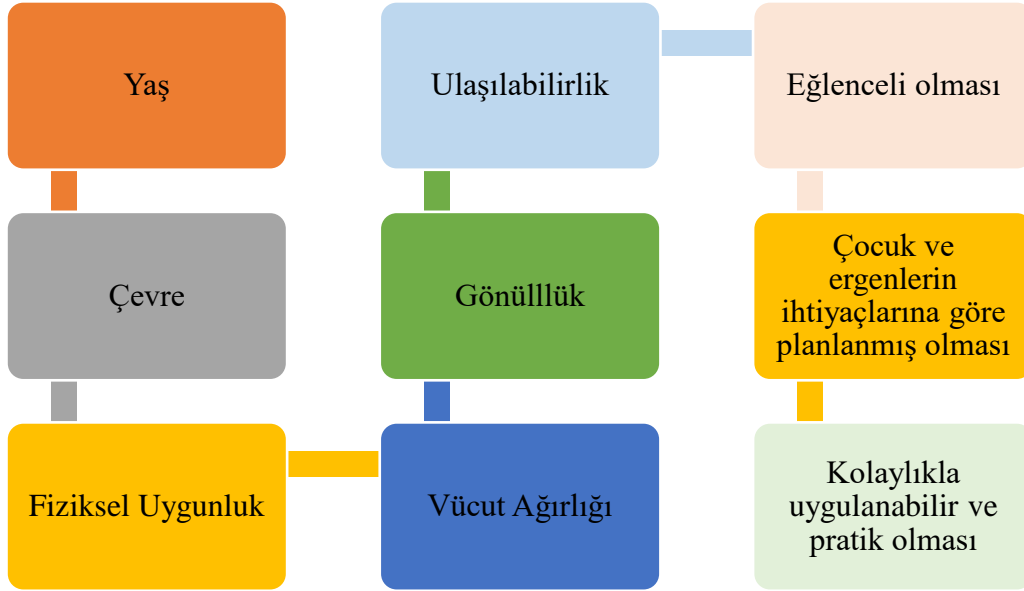 Yaş
Çevre
Fiziksel Uygunluk
Vücut Ağırlığı
Gönülllük
Ulaşılabilirlik
Eğlenceli olması
Çocuk ve
ergenlerin
ihtiyaçlarına göre
planlanmış olması
Kolaylıkla
uygulanabilir ve
pratik olması